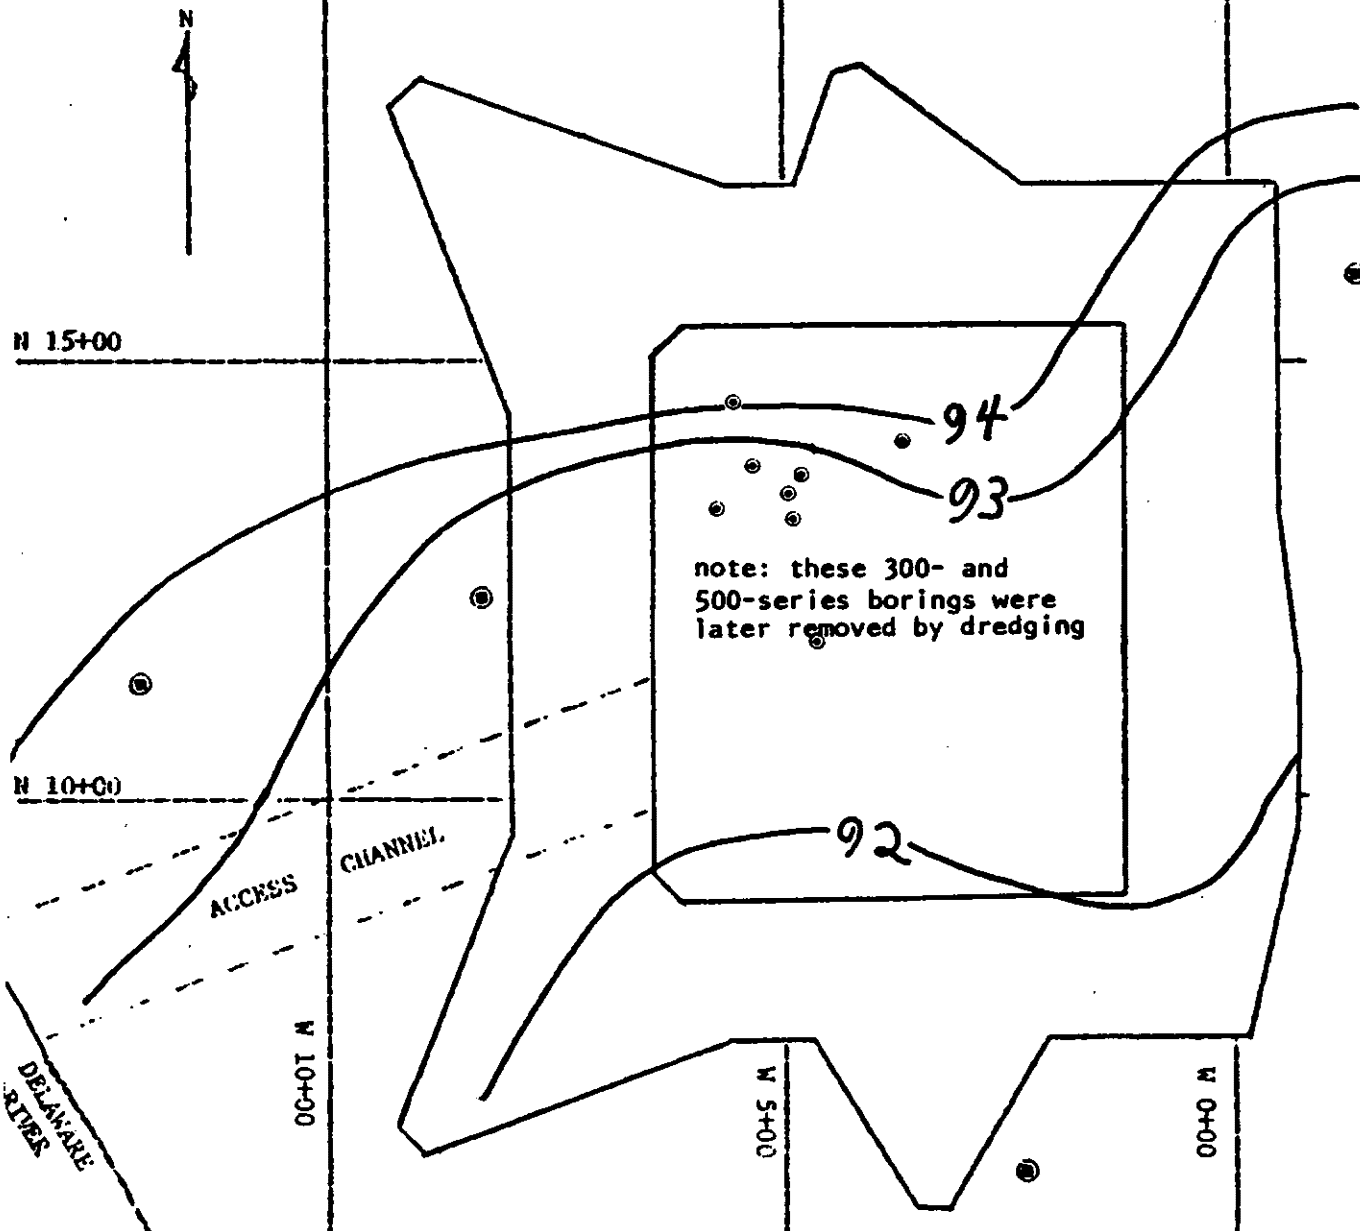 N
N 15+00
94
93
note: these 300- and
500-series borings were
later removed by dredging
N 10+00
92
ACCESS CHANNEL
W 10+00
W 5+00
W 0+00
DELAWARE
RIVER